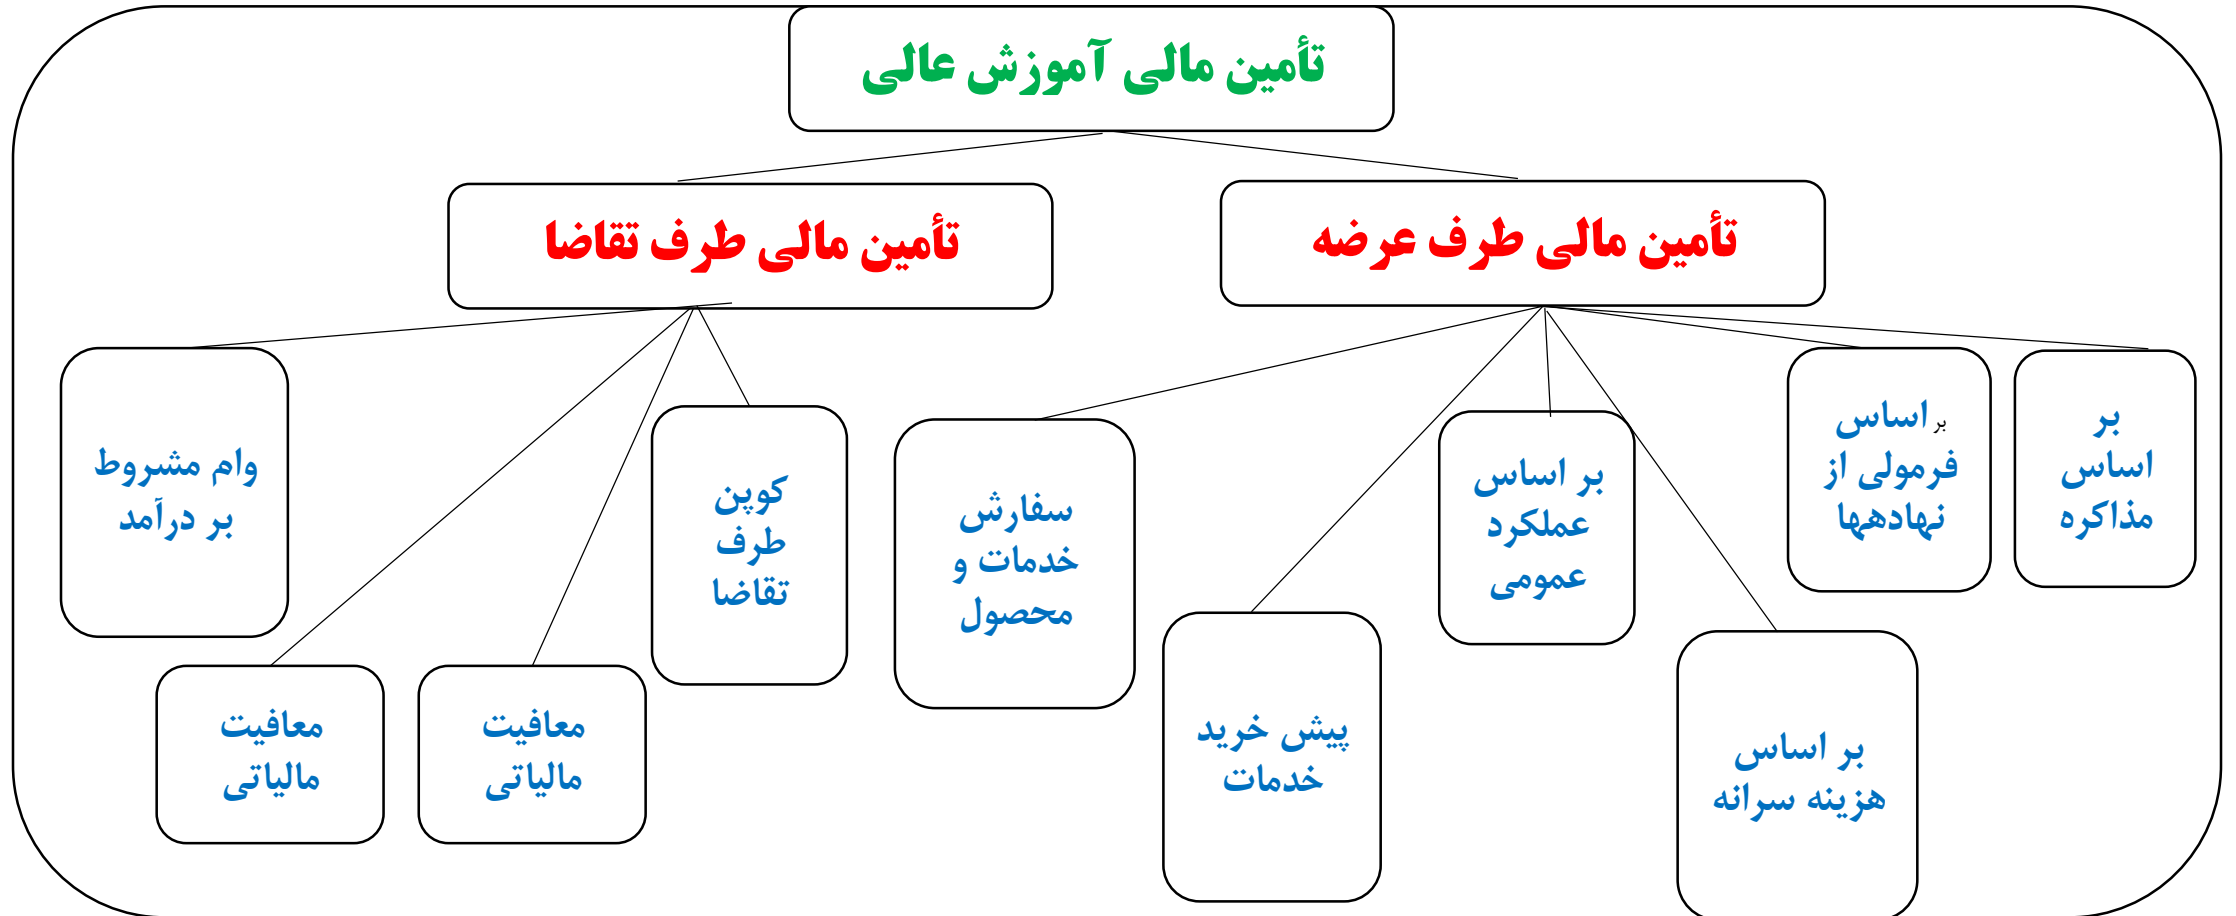 تأمین مالی آموزش عالی
تأمین مالی طرف عرضه
تأمین مالی طرف تقاضا
بر
اساس
مذاکره
بر اساس
فرمولی از
نهادهها
بر اساس
هزینه سرانه
بر اساس
عملکرد
عمومی
پیش خرید
خدمات
سفارش
خدمات و
محصول
کوپن
طرف
تقاضا
معافیت
مالیاتی
معافیت
مالیاتی
وام مشروط
بر درآمد